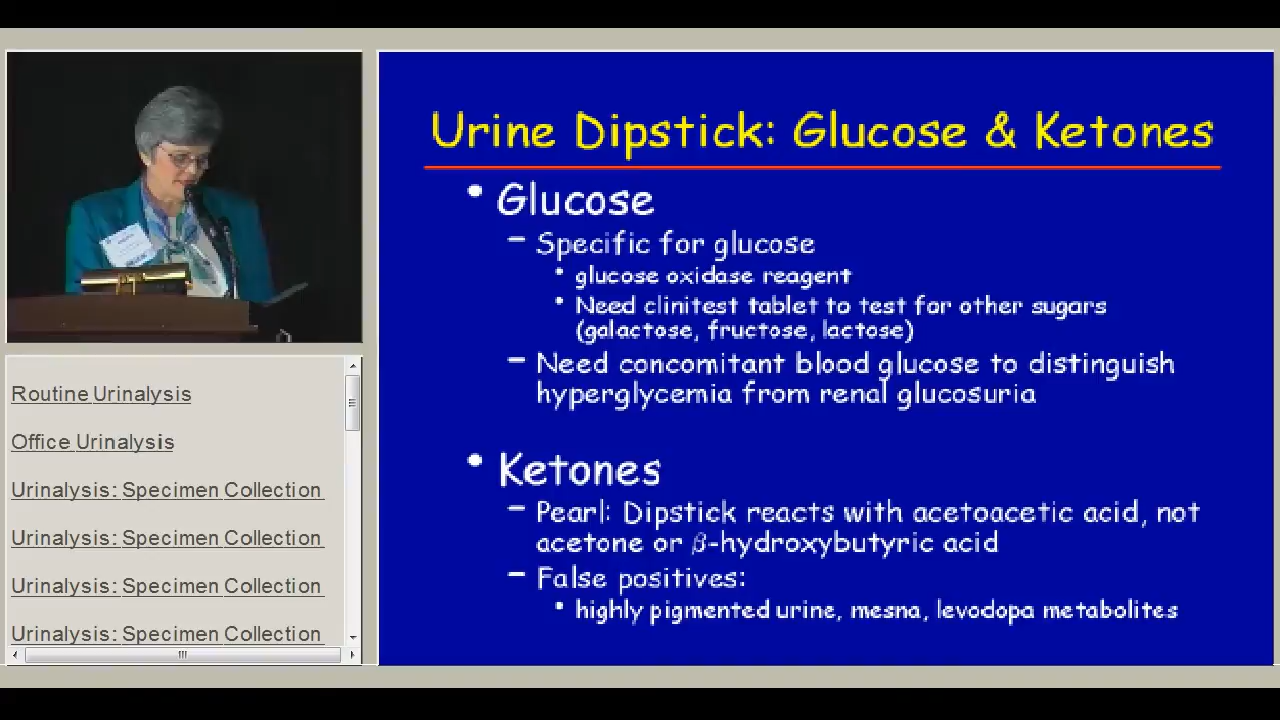 Urine Dipstick: Glucose & Ketones
• Glucose
– Specific for glucose
• glucose oxidase reagent
• Need clinitest tablet to test for other sugars
(galactose, fructose, lactose)
– Need concomitant blood glucose to distinguish
hyperglycemia from renal glucosuria
• Ketones
– Pearl: Dipstick reacts with acetoacetic acid, not
acetone or β-hydroxybutyric acid
– False positives:
• highly pigmented urine, mesna, levodopa metabolites
Routine Urinalysis
Office Urinalysis
Urinalysis: Specimen Collection
Urinalysis: Specimen Collection
Urinalysis: Specimen Collection
Urinalysis: Specimen Collection